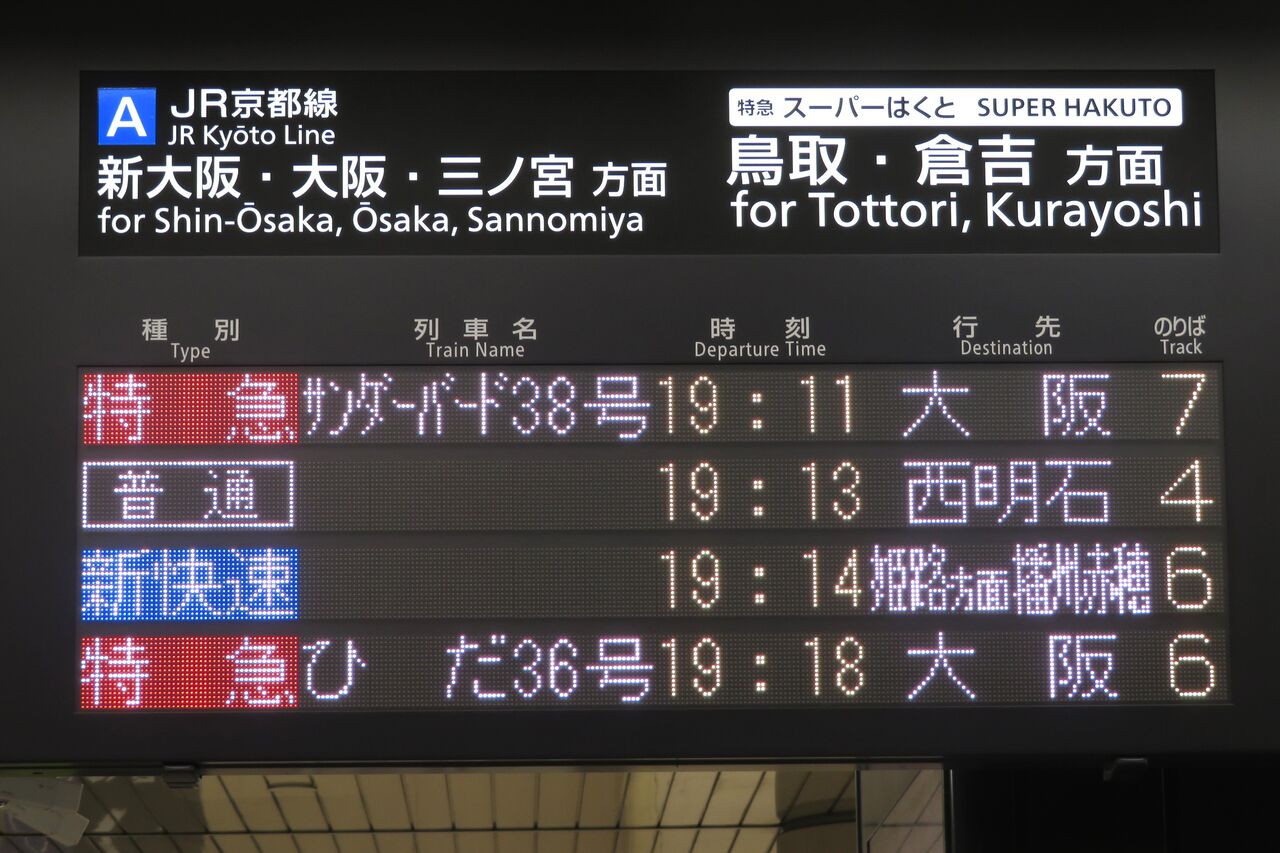 A JR京都線
JR Kyōto Line
新大阪・大阪・三ノ宮 方面
for Shin-Ōsaka, Ōsaka, Sannomiya
特急 スーパーはくと SUPER HAKUTO
鳥取・倉吉 方面
for Tottori, Kurayoshi
種別 列車名 時刻 行先 のりば
Type Train Name Departure Time Destination Track
特急 サンダーバード38号 19:11 大阪 7
普通 19:13 西明石 4
新快速 19:14 姫路方面播州赤穂 6
特急 ひだ36号 19:18 大阪 6